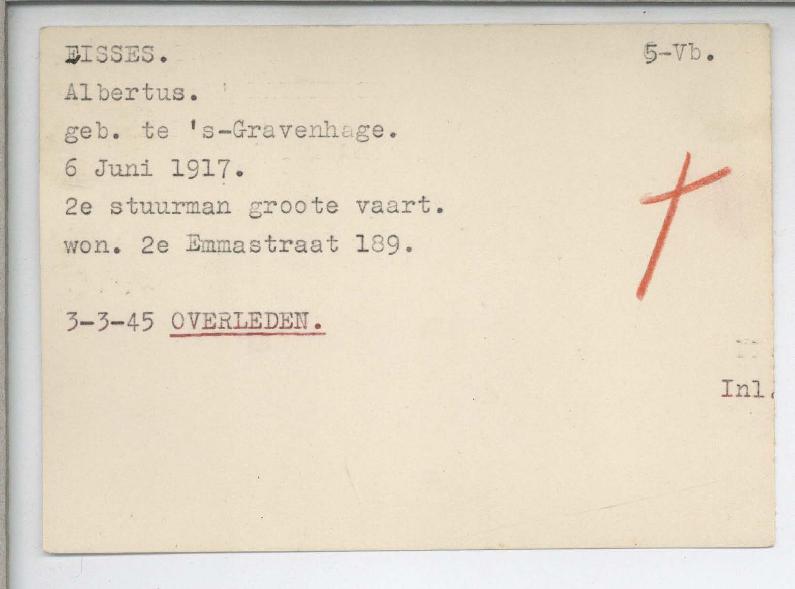 EISSES. 5-Vb.
Albertus.
geb. te 's-Gravenhage.
6 Juni 1917.
2e stuurman groote vaart.
won. 2e Emmastraat 189.
3-3-45 OVERLEDEN.
Inl.